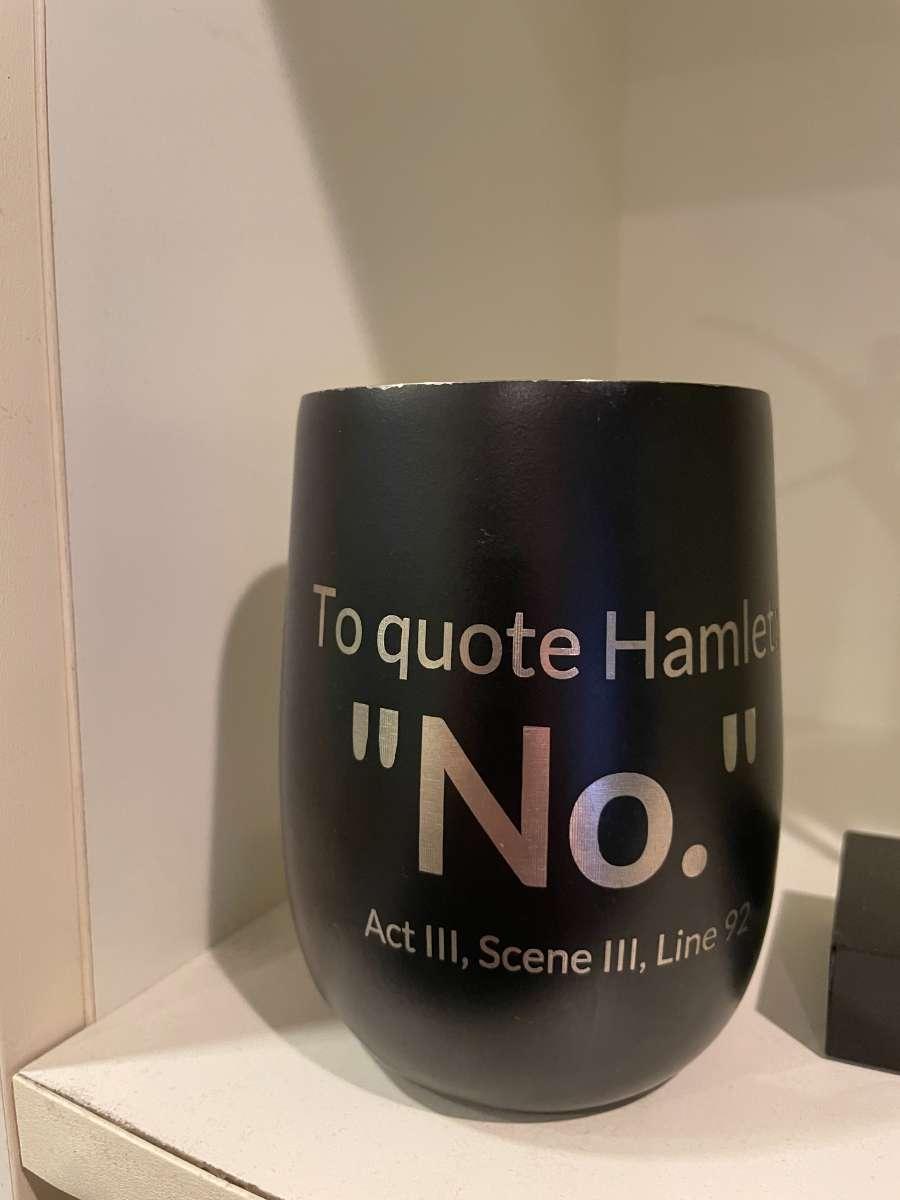 To quote Hamlet:
"No."
Act III, Scene III, Line 92